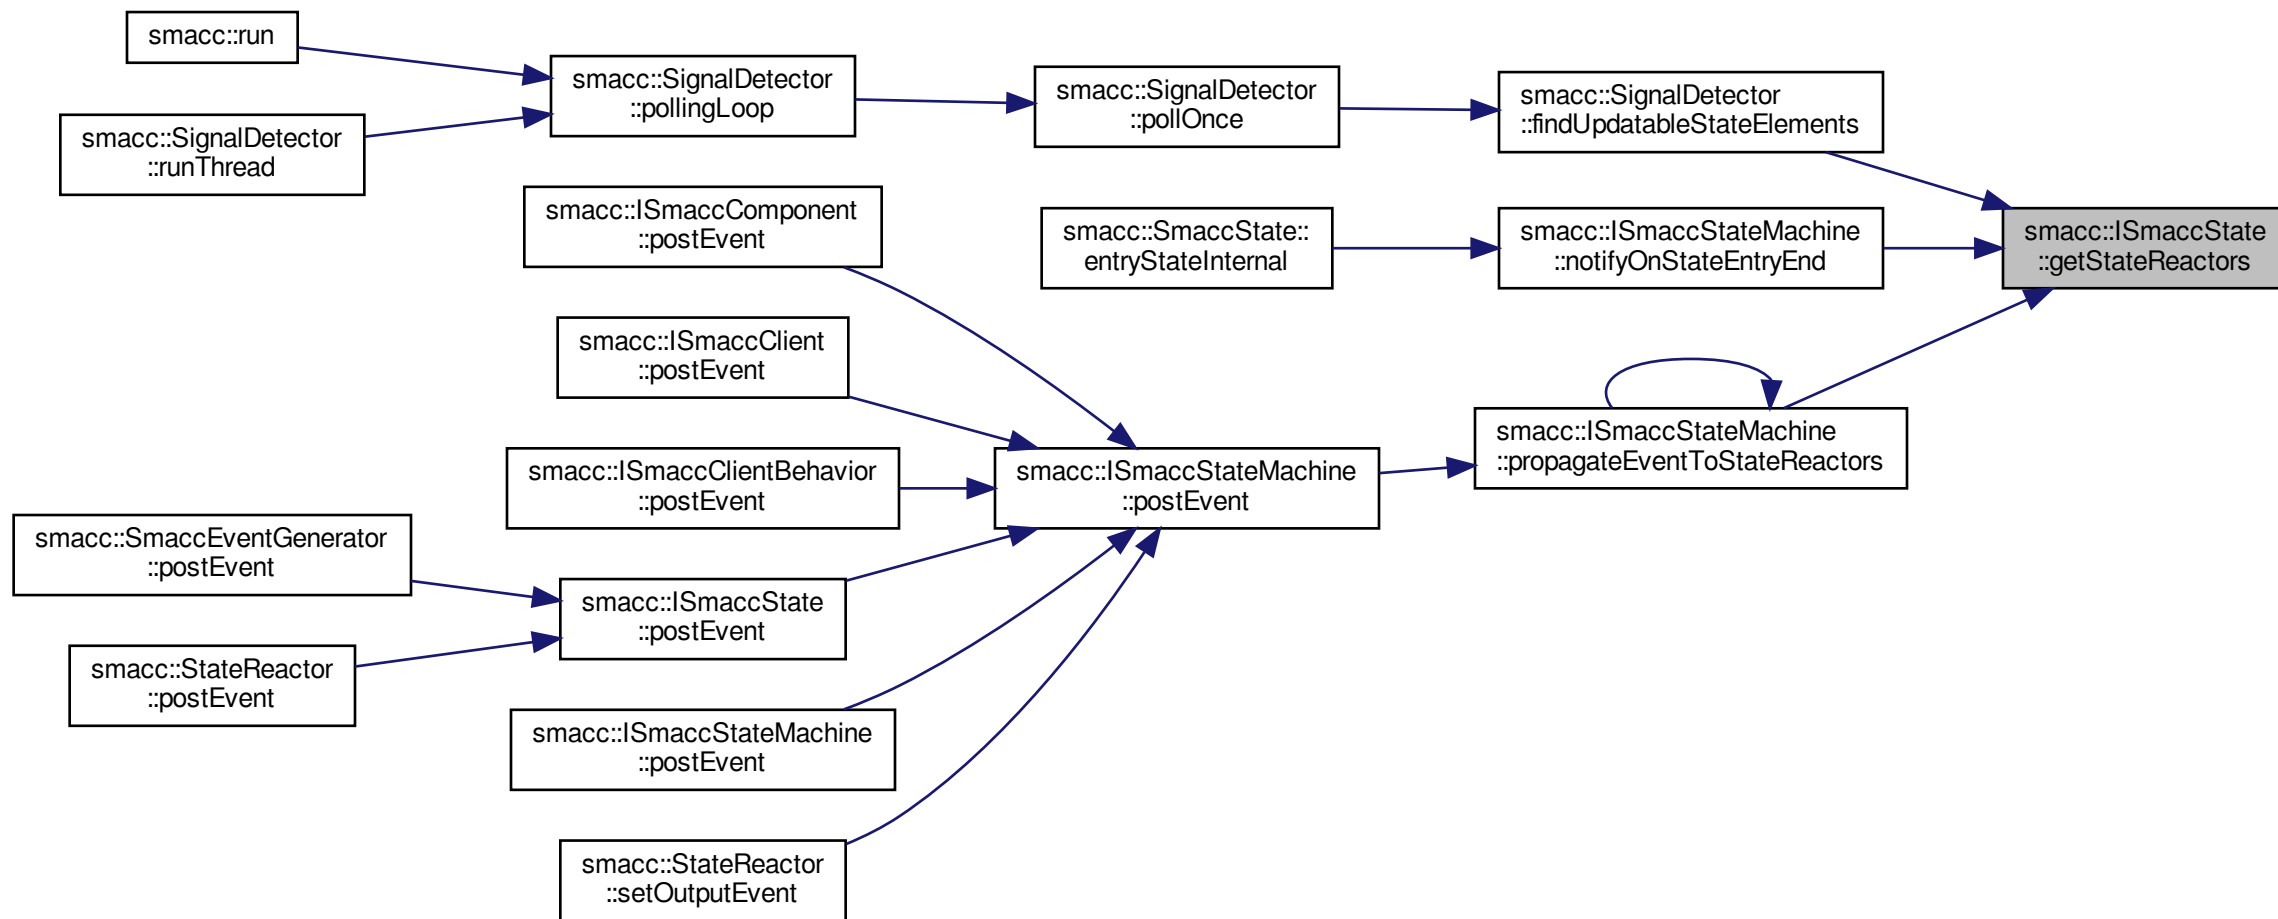 smacc::run
smacc::SignalDetector
::runThread
smacc::SignalDetector
::pollingLoop
smacc::SignalDetector
::pollOnce
smacc::SignalDetector
::findUpdatableStateElements
smacc::ISmaccComponent
::postEvent
smacc::SmaccState::
entryStateInternal
smacc::ISmaccStateMachine
::notifyOnStateEntryEnd
smacc::ISmaccState
::getStateReactors
smacc::ISmaccClient
::postEvent
smacc::ISmaccClientBehavior
::postEvent
smacc::ISmaccStateMachine
::postEvent
smacc::ISmaccStateMachine
::propagateEventToStateReactors
smacc::SmaccEventGenerator
::postEvent
smacc::StateReactor
::postEvent
smacc::ISmaccState
::postEvent
smacc::ISmaccStateMachine
::postEvent
smacc::StateReactor
::setOutputEvent